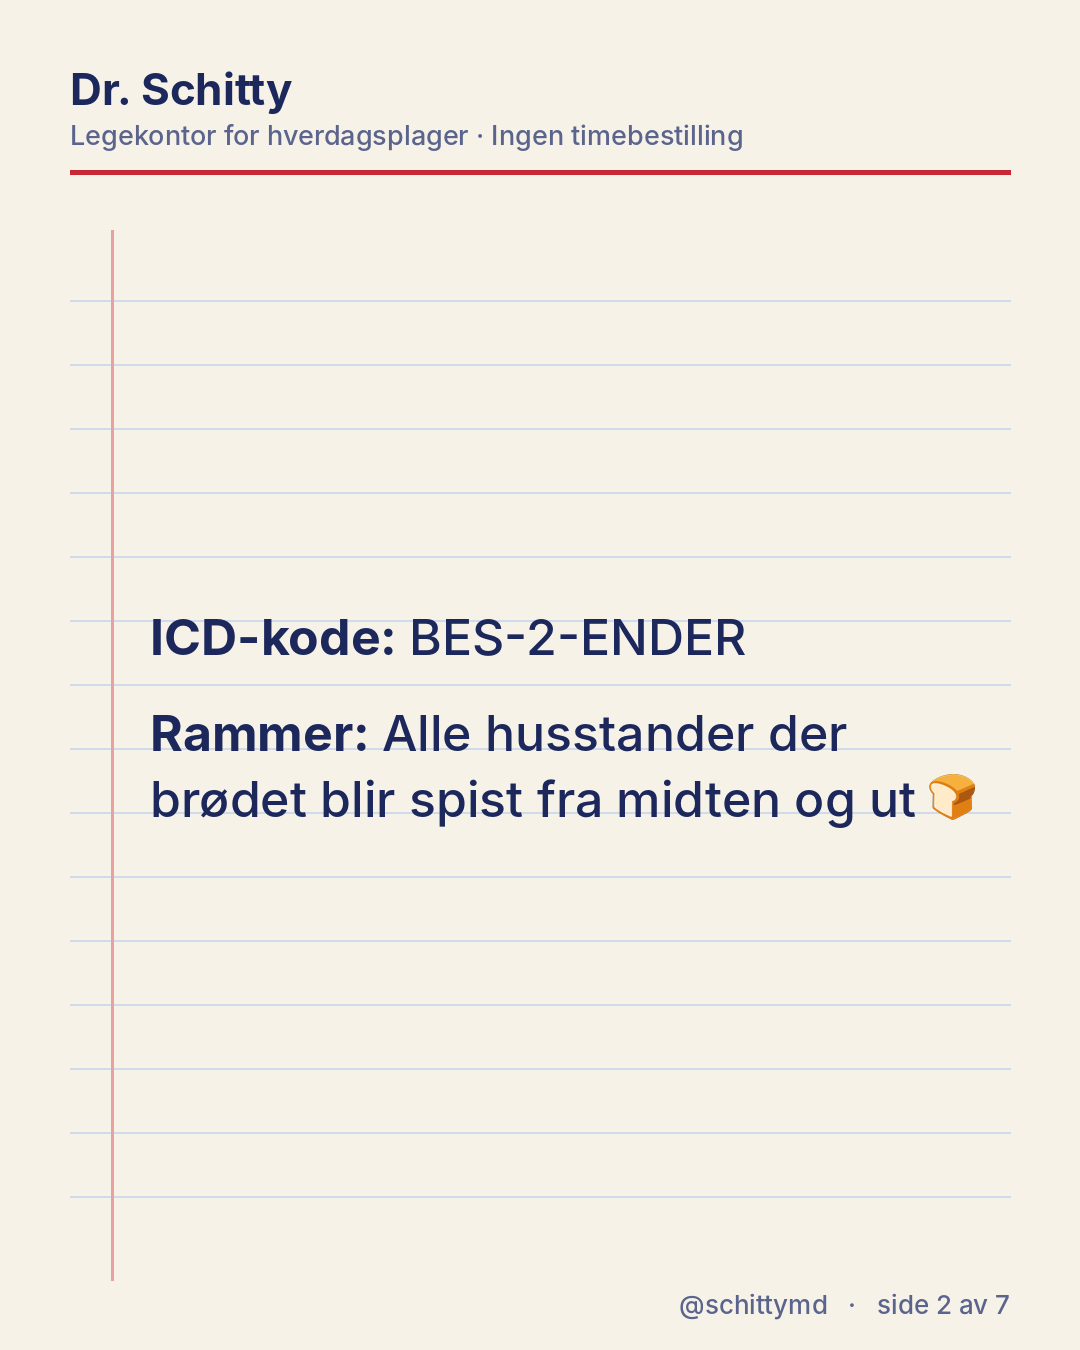 Dr. Schitty
Legekontor for hverdagsplager · Ingen timebestilling
ICD-kode: BES-2-ENDER
Rammer: Alle husstander der
brødet blir spist fra midten og ut 🍞
@schittymd · side 2 av 7